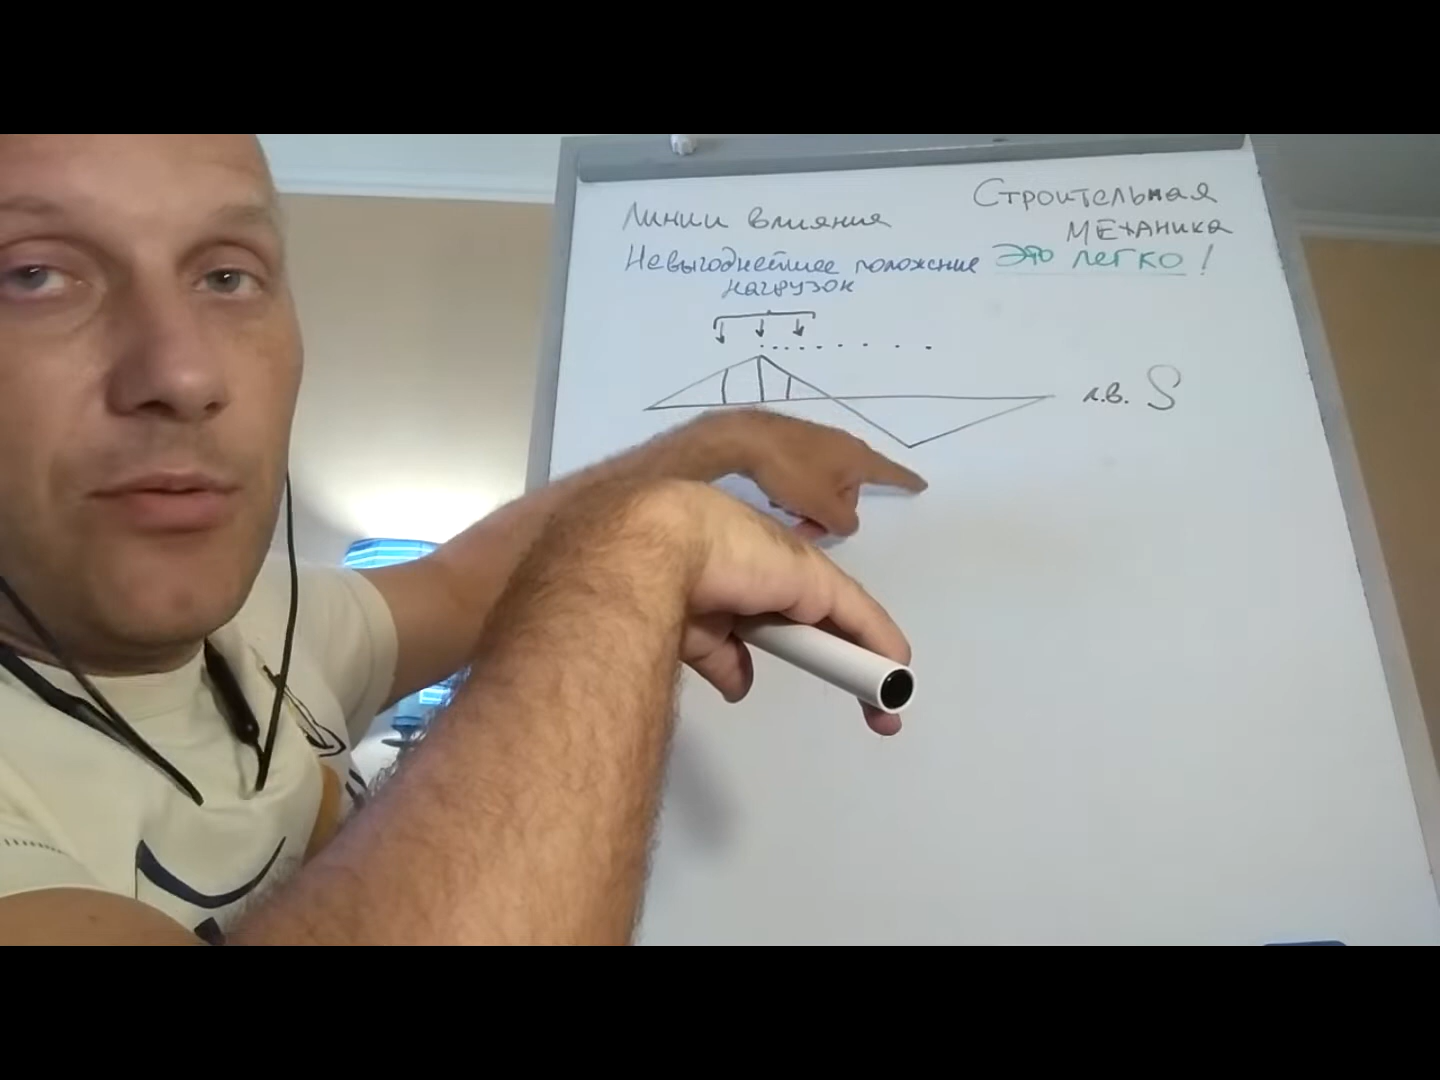 Линии влияния
Невыгоднейшее положение
нагрузок
Строительная
МЕХАНИКА
Это ЛЕГКО!
л.в. S